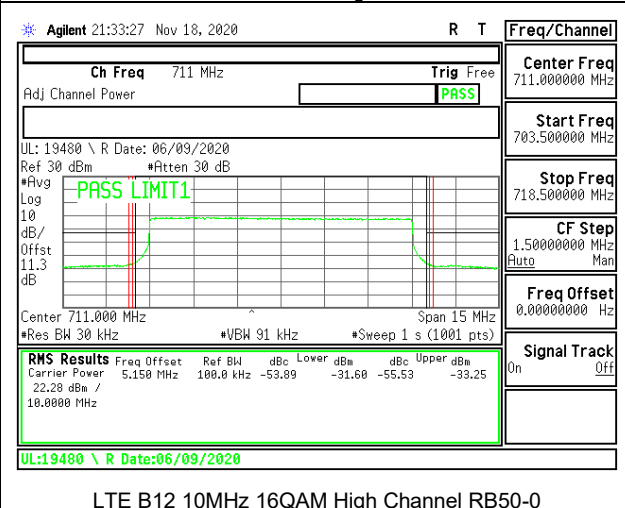 Agilent 21:33:27 Nov 18, 2020 R T
Freq/Channel
Ch Freq 711 MHz Trig Free
Adj Channel Power PASS
UL: 19480 \ R Date: 06/09/2020
Ref 30 dBm #Atten 30 dB
#Avg
Log
10
dB/
Offst
11.3
dB
PASS LIMIT1
Center 711.000 MHz Span 15 MHz
#Res BW 30 kHz #VBW 91 kHz #Sweep 1 s (1001 pts)
RMS Results Freq Offset Ref BW dBc Lower dBm dBc Upper dBm
Carrier Power 5.150 MHz 100.0 kHz -53.89 -31.60 -55.53 -33.25
22.28 dBm /
10.0000 MHz
UL:19480 \ R Date:06/09/2020
Center Freq
711.000000 MHz
Start Freq
703.500000 MHz
Stop Freq
718.500000 MHz
CF Step
1.50000000 MHz
Auto Man
Freq Offset
0.00000000 Hz
Signal Track
On Off
LTE B12 10MHz 16QAM High Channel RB50-0